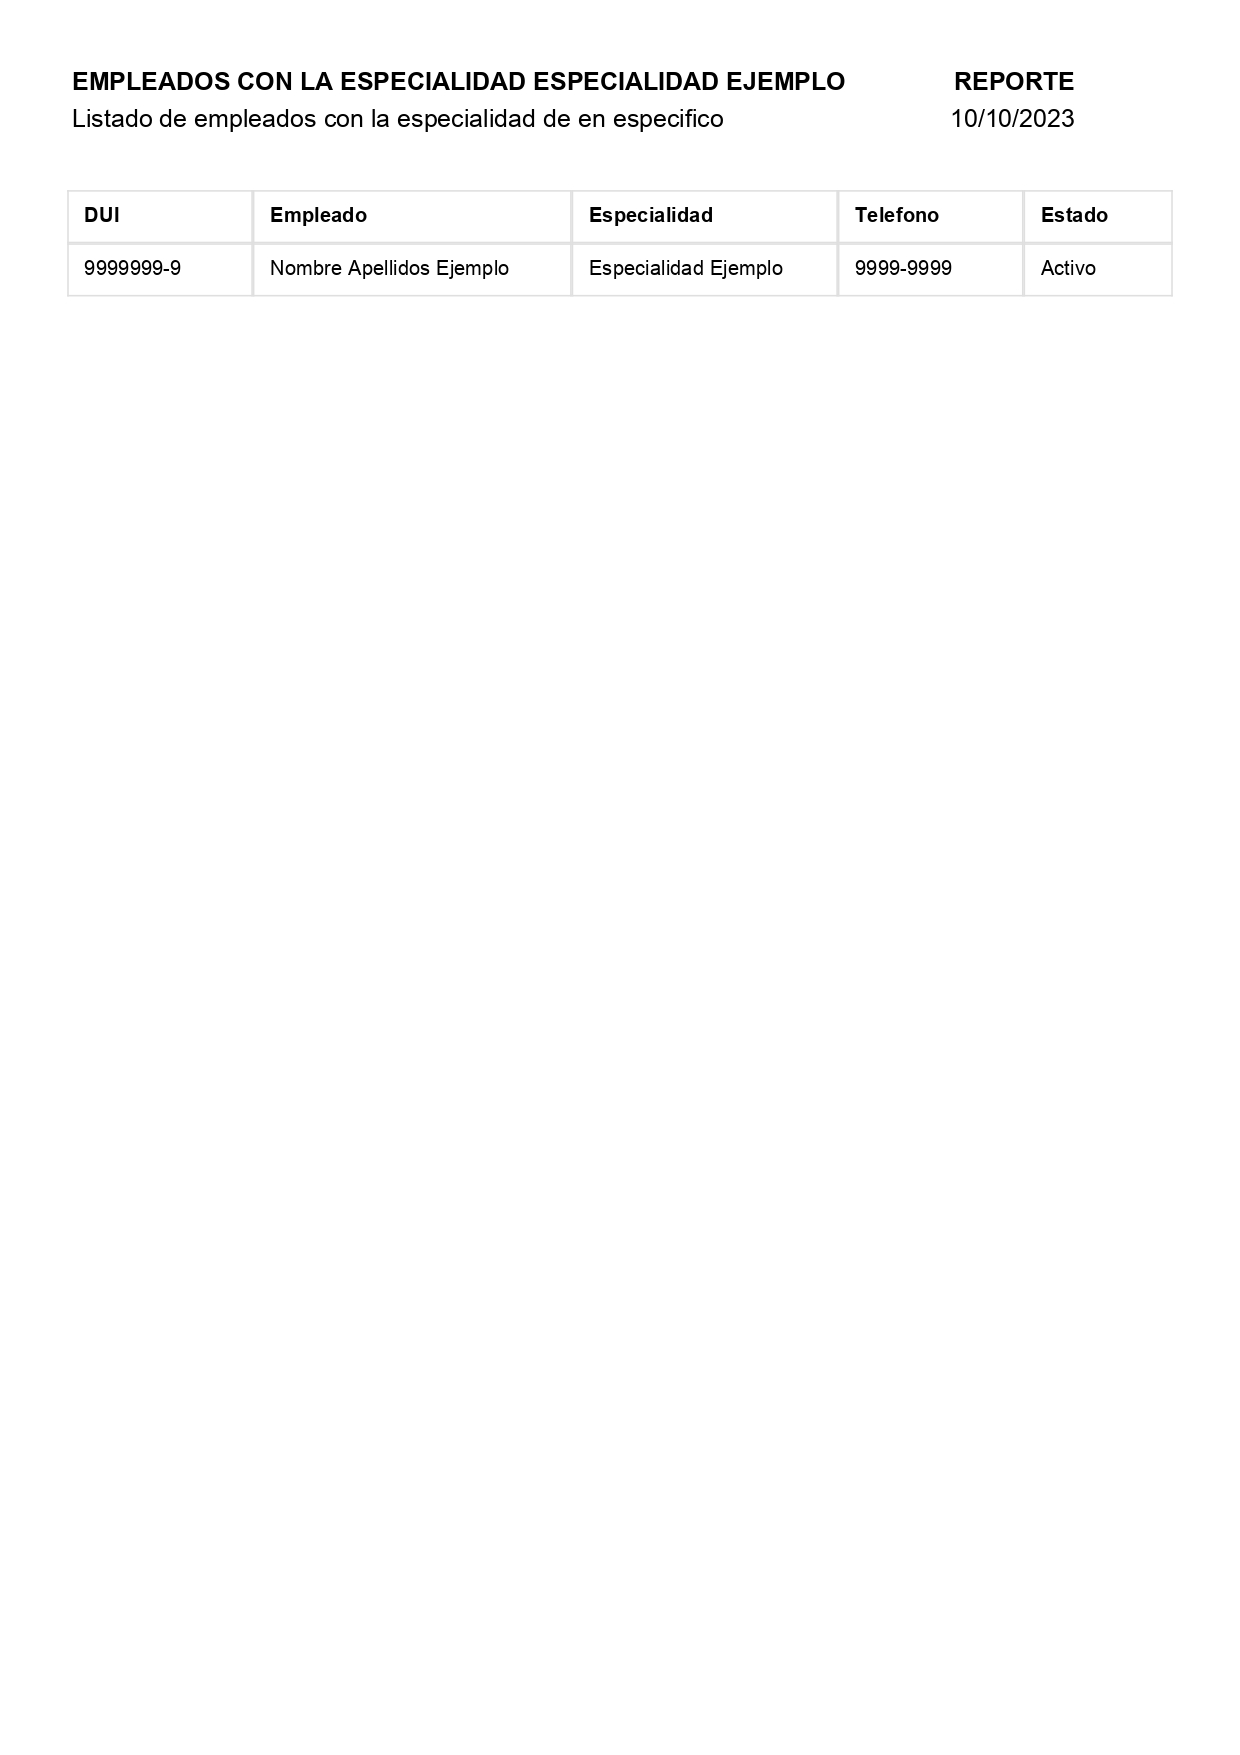 EMPLEADOS CON LA ESPECIALIDAD ESPECIALIDAD EJEMPLO REPORTE
Listado de empleados con la especialidad de en especifico 10/10/2023
DUI Empleado Especialidad Telefono Estado
9999999-9 Nombre Apellidos Ejemplo Especialidad Ejemplo 9999-9999 Activo